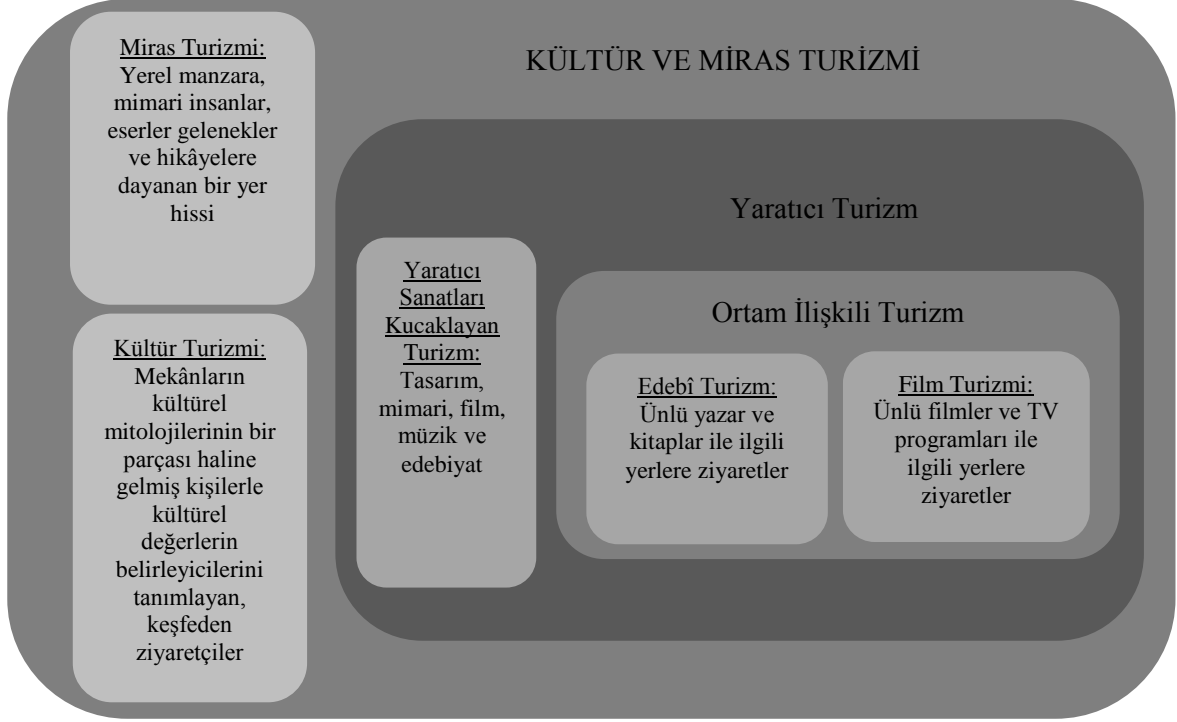 KÜLTÜR VE MİRAS TURİZMİ
Miras Turizmi:
Yerel manzara,
mimari insanlar,
eserler gelenekler
ve hikâyelere
dayanan bir yer
hissi
Kültür Turizmi:
Mekânların
kültürel
mitolojilerinin bir
parçası haline
gelmiş kişilerle
kültürel
değerlerin
belirleyicilerini
tanımlayan,
keşfeden
ziyaretçiler
Yaratıcı Turizm
Yaratıcı
Sanatları
Kucaklayan
Turizm:
Tasarım,
mimari, film,
müzik ve
edebiyat
Ortam İlişkili Turizm
Edebî Turizm:
Ünlü yazar ve
kitaplar ile ilgili
yerlere ziyaretler
Film Turizmi:
Ünlü filmler ve TV
programları ile
ilgili yerlere
ziyaretler